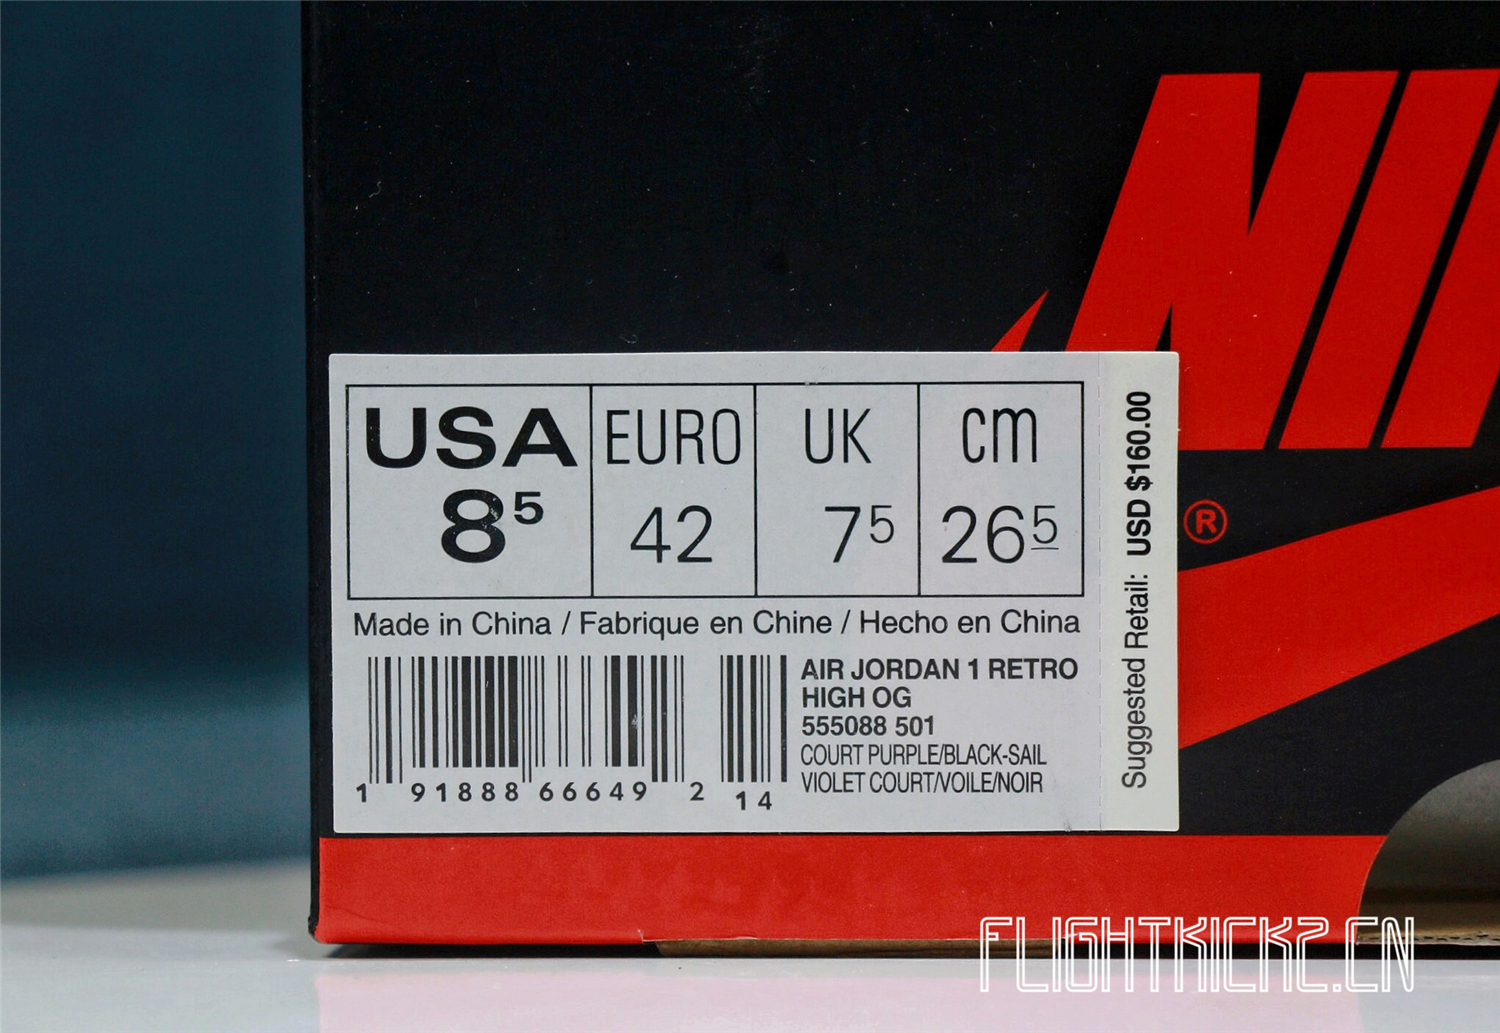 NI
®
USA EURO UK cm
8⁵ 42 7⁵ 26⁵
Made in China / Fabrique en Chine / Hecho en China
AIR JORDAN 1 RETRO
HIGH OG
555088 501
COURT PURPLE/BLACK-SAIL
VIOLET COURT/VOILE/NOIR
1 91888 66649 2 14
Suggested Retail: USD $160.00
FLIGHTKICKZ.CN